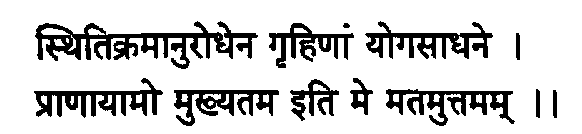 स्थितिक्रमानुरोधेन गृहिणां योगसाधने ।
प्राणायामो मुख्यतम इति मे मतमुत्तमम् ।।